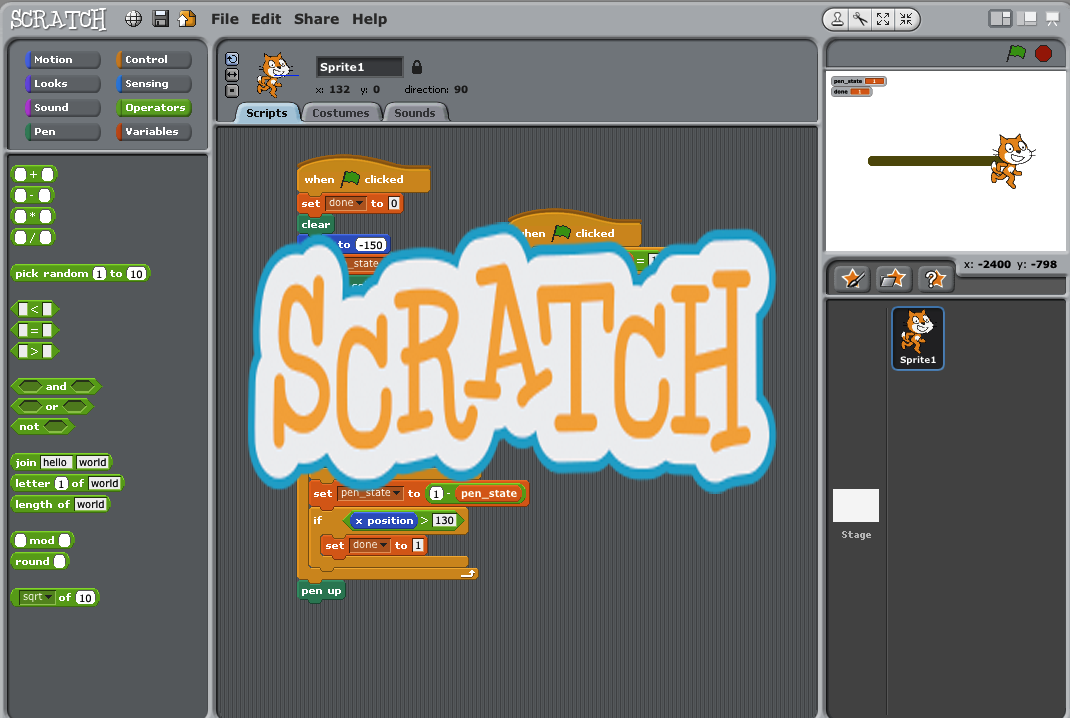 SCRATCH
File Edit Share Help
Motion Control
Looks Sensing
Sound Operators
Pen Variables
+
-
*
/
pick random 1 to 10
<
=
>
and
or
not
join hello world
letter 1 of world
length of world
mod
round
sqrt of 10
Sprite1
x: 132 y: 0 direction: 90
Scripts Costumes Sounds
when clicked
set done to 0
clear
to -150
_state
when clicked
=
SCRATCH
set pen_state to 1 - pen_state
if x position > 130
set done to 1
pen up
pen_state 1
done 1
x: -2400 y: -798
Sprite1
Stage